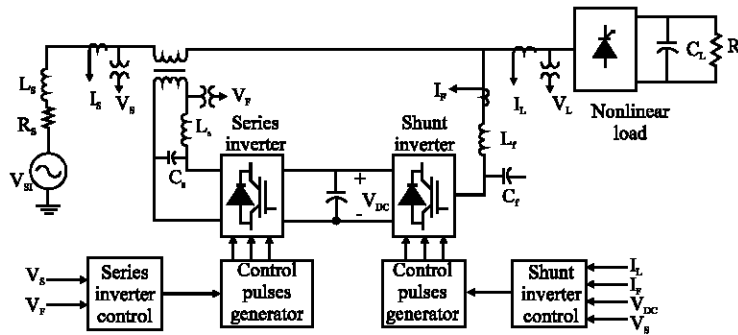 L_S
R_S
V_SI
I_S
V_S
V_F
L_s
C_s
Series
inverter
V_DC
+
-
Shunt
inverter
I_F
L_f
C_f
I_L
V_L
C_L
R
Nonlinear
load
V_S
V_F
Series
inverter
control
Control
pulses
generator
Control
pulses
generator
Shunt
inverter
control
I_L
I_F
V_DC
V_S